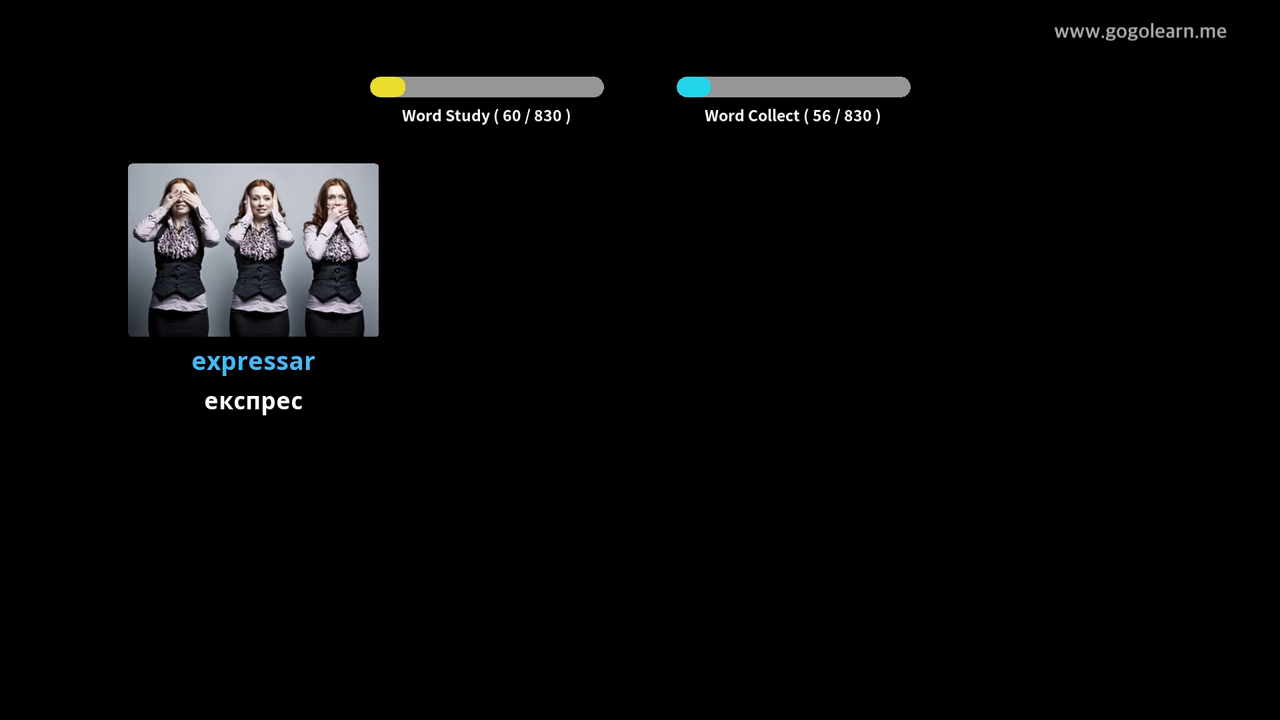 www.gogolearn.me
Word Study ( 60 / 830 )
Word Collect ( 56 / 830 )
expressar
експрес